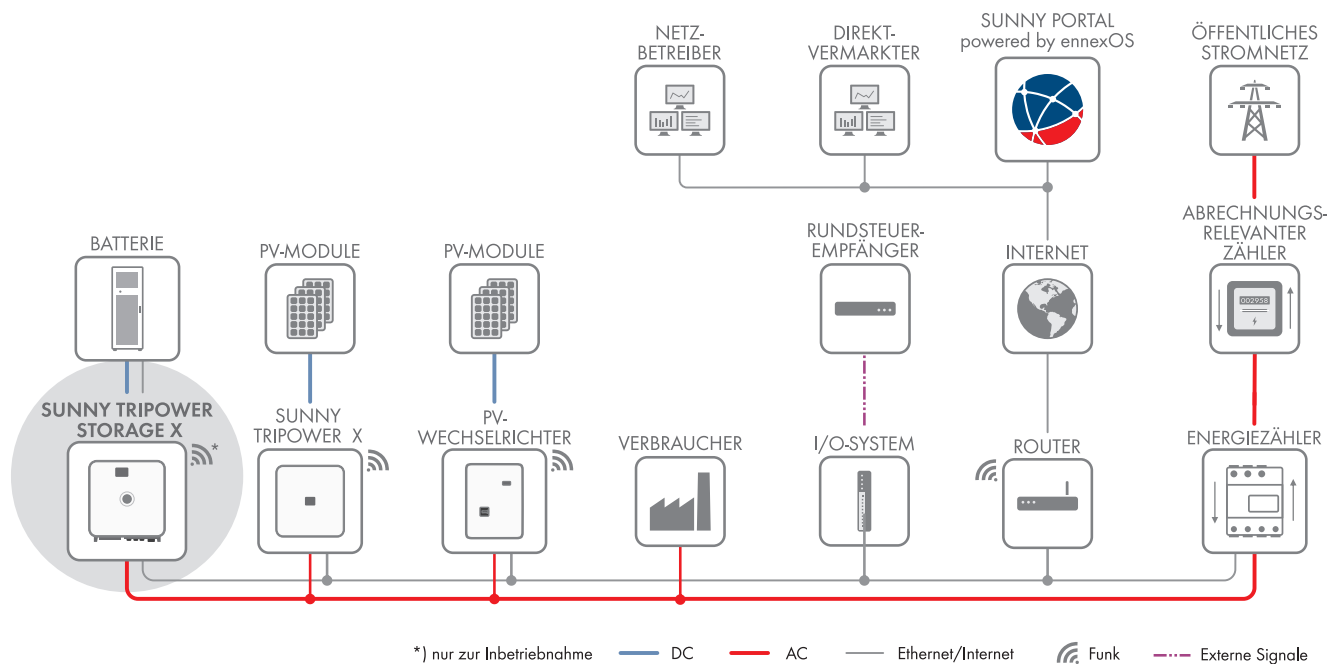 NETZ-
BETREIBER
DIREKT-
VERMARKTER
SUNNY PORTAL
powered by ennexOS
ÖFFENTLICHES
STROMNETZ
BATTERIE
PV-MODULE
PV-MODULE
RUNDSTEUER-
EMPFÄNGER
INTERNET
ABRECHNUNGS-
RELEVANTER
ZÄHLER
002958
SUNNY TRIPOWER
STORAGE X
*
SUNNY
TRIPOWER X
PV-
WECHSELRICHTER
VERBRAUCHER
I/O-SYSTEM
ROUTER
ENERGIEZÄHLER
*) nur zur Inbetriebnahme
DC
AC
Ethernet/Internet
Funk
Externe Signale